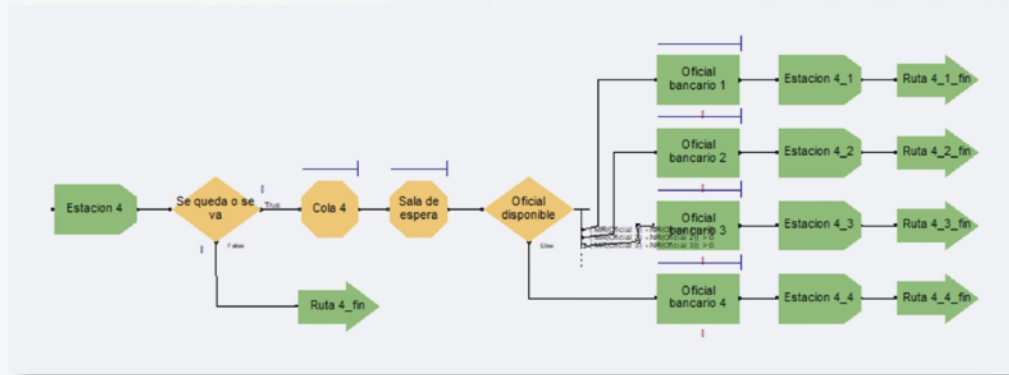 Estacion 4
Se queda o se
va
True
False
Ruta 4_fin
Cola 4
Sala de
espera
Oficial
disponible
Else
Oficial
bancario 1
Estacion 4_1
Ruta 4_1_fin
Oficial
bancario 2
Estacion 4_2
Ruta 4_2_fin
Oficial
bancario 3
Estacion 4_3
Ruta 4_3_fin
Oficial
bancario 4
Estacion 4_4
Ruta 4_4_fin